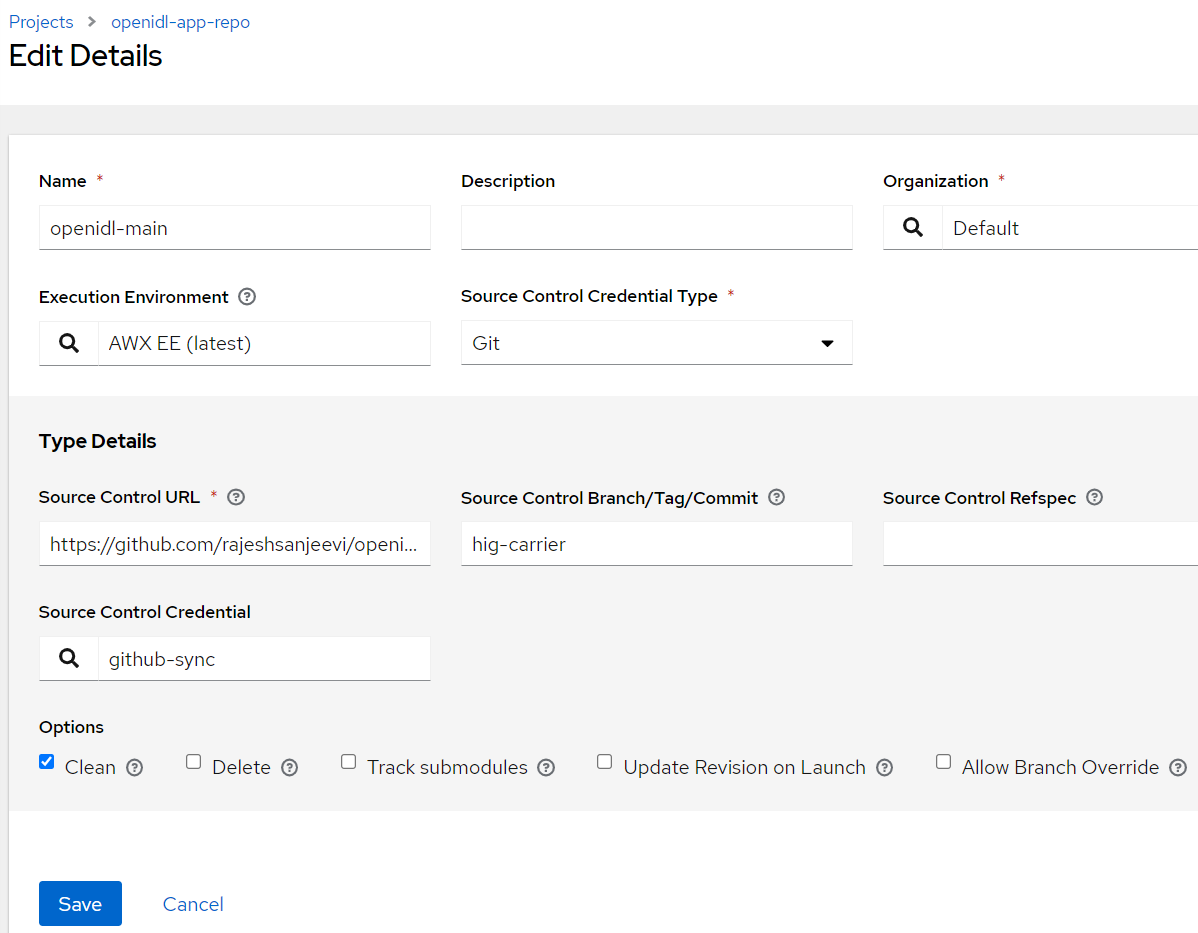 Projects > openidl-app-repo
Edit Details
Name * Description Organization *
openidl-main Default
Execution Environment Source Control Credential Type *
AWX EE (latest) Git
Type Details
Source Control URL * Source Control Branch/Tag/Commit Source Control Refspec
https://github.com/rajeshsanjeevi/openi... hig-carrier
Source Control Credential
github-sync
Options
Clean Delete Track submodules Update Revision on Launch Allow Branch Override
Save Cancel